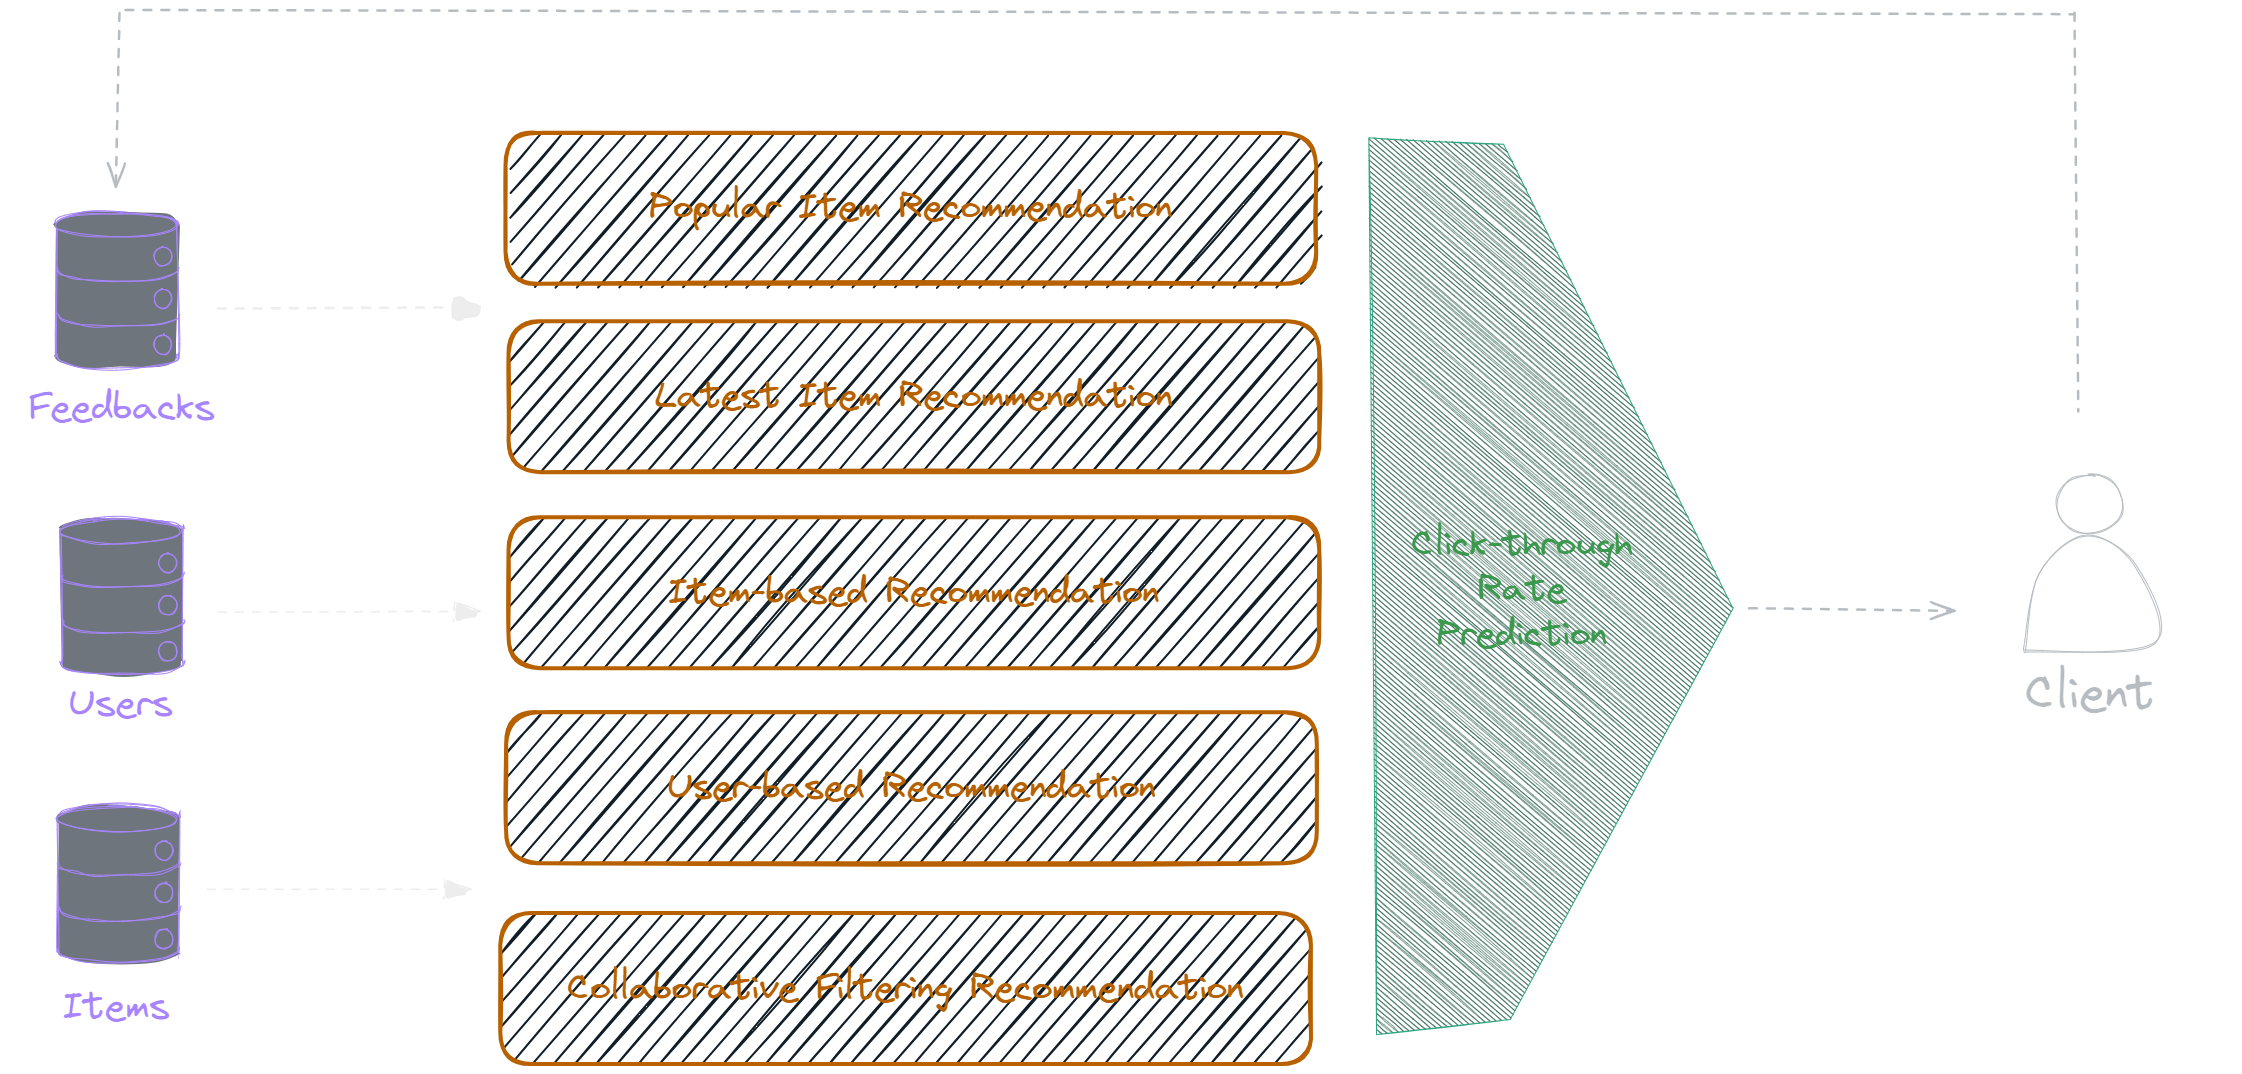 Feedbacks
Users
Items
Popular Item Recommendation
Latest Item Recommendation
Item-based Recommendation
User-based Recommendation
Collaborative Filtering Recommendation
Click-through
Rate
Prediction
Client